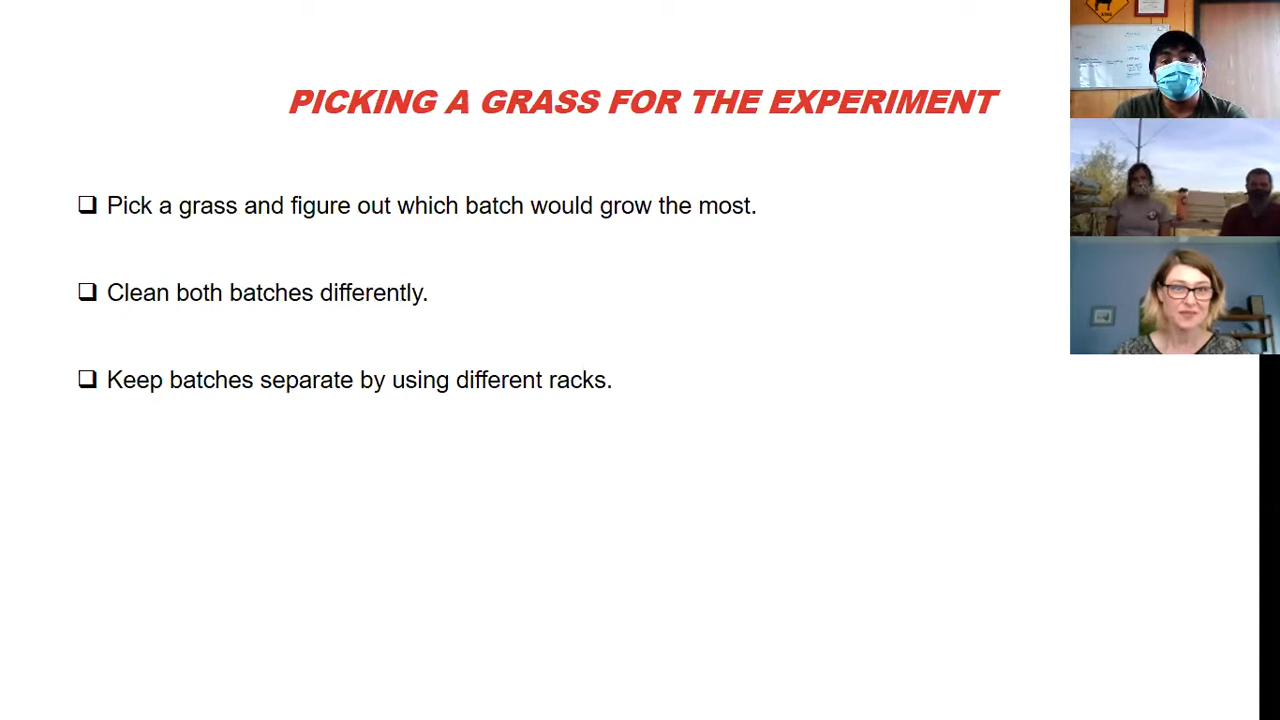 PICKING A GRASS FOR THE EXPERIMENT
Pick a grass and figure out which batch would grow the most.
Clean both batches differently.
Keep batches separate by using different racks.